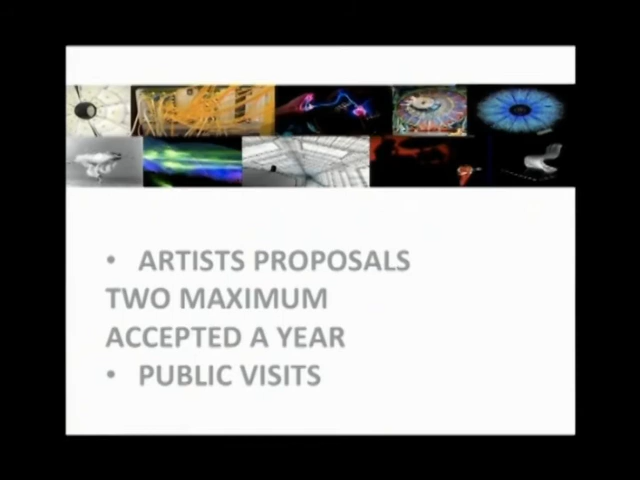 • ARTISTS PROPOSALS
TWO MAXIMUM
ACCEPTED A YEAR
• PUBLIC VISITS